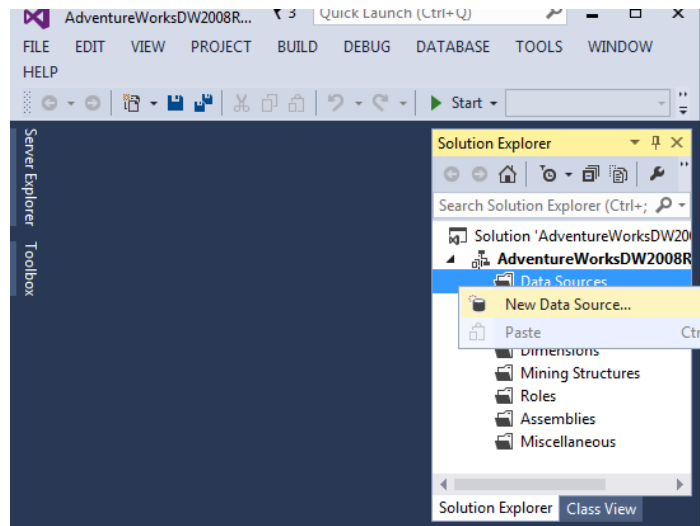 AdventureWorksDW2008R... 3 Quick Launch (Ctrl+Q)
FILE EDIT VIEW PROJECT BUILD DEBUG DATABASE TOOLS WINDOW
HELP
Start
Server Explorer
Toolbox
Solution Explorer
Search Solution Explorer (Ctrl+;
Solution 'AdventureWorksDW20
AdventureWorksDW2008R
Data Sources
New Data Source...
Paste Ctr
Dimensions
Mining Structures
Roles
Assemblies
Miscellaneous
Solution Explorer Class View